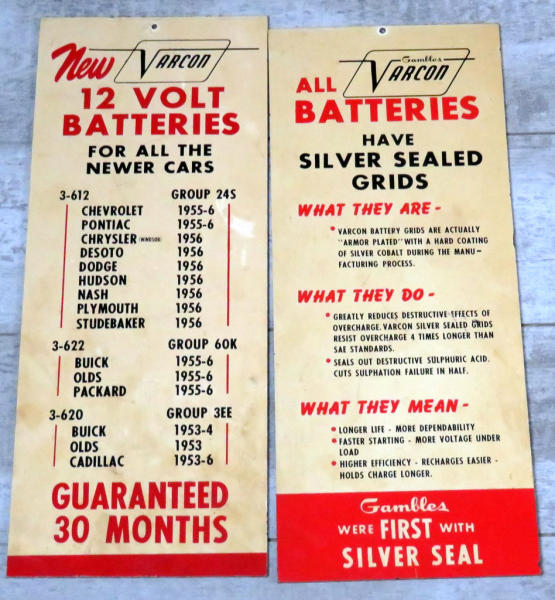 New VARCON
12 VOLT
BATTERIES
FOR ALL THE
NEWER CARS
3-612 GROUP 24S
CHEVROLET 1955-6
PONTIAC 1955-6
CHRYSLER (WINDSOR) 1956
DESOTO 1956
DODGE 1956
HUDSON 1956
NASH 1956
PLYMOUTH 1956
STUDEBAKER 1956
3-622 GROUP 60K
BUICK 1955-6
OLDS 1955-6
PACKARD 1955-6
3-620 GROUP 3EE
BUICK 1953-4
OLDS 1953
CADILLAC 1953-6
GUARANTEED
30 MONTHS
Gambles
VARCON
ALL
BATTERIES
HAVE
SILVER SEALED
GRIDS
WHAT THEY ARE -
• VARCON BATTERY GRIDS ARE ACTUALLY
"ARMOR PLATED" WITH A HARD COATING
OF SILVER COBALT DURING THE MANU-
FACTURING PROCESS.
WHAT THEY DO -
• GREATLY REDUCES DESTRUCTIVE EFFECTS OF
OVERCHARGE. VARCON SILVER SEALED GRIDS
RESIST OVERCHARGE 4 TIMES LONGER THAN
SAE STANDARDS.
• SEALS OUT DESTRUCTIVE SULPHURIC ACID.
CUTS SULPHATION FAILURE IN HALF.
WHAT THEY MEAN -
• LONGER LIFE - MORE DEPENDABILITY
• FASTER STARTING - MORE VOLTAGE UNDER
LOAD
• HIGHER EFFICIENCY - RECHARGES EASIER -
HOLDS CHARGE LONGER.
Gambles
WERE FIRST WITH
SILVER SEAL